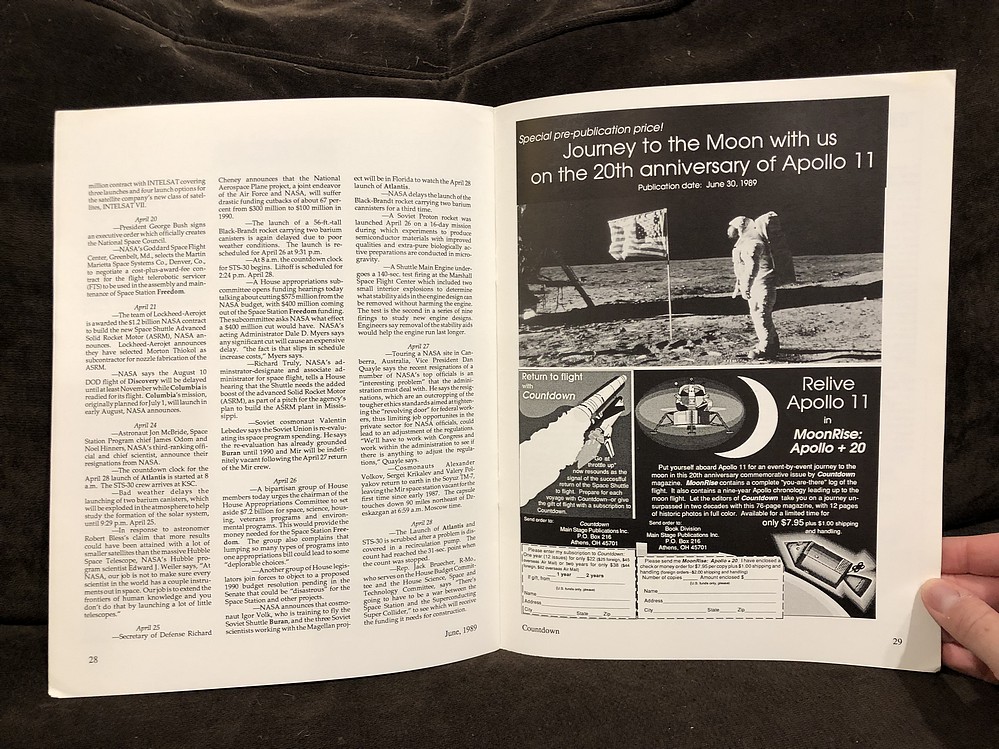 million contract with INTELSAT covering
three launches and four launch options for
the satellite company's new class of satel-
lites, INTELSAT VII.
April 20
—President George Bush signs
an executive order which officially creates
the National Space Council.
—NASA's Goddard Space Flight
Center, Greenbelt, Md., selects the Martin
Marietta Space Systems Co., Denver, Co.,
to negotiate a cost-plus-award-fee con-
tract for the flight telerobotic servicer
(FTS) to be used in the assembly and main-
tenance of Space Station Freedom.
April 21
—The team of Lockheed-Aerojet
is awarded the $1.2 billion NASA contract
to build the new Space Shuttle Advanced
Solid Rocket Motor (ASRM), NASA an-
nounces. Lockheed-Aerojet announces
they have selected Morton Thiokol as
subcontractor for nozzle fabrication of the
ASRM.
—NASA says the August 10
DOD flight of Discovery will be delayed
until at least November while Columbia is
readied for its flight. Columbia's mission,
originally planned for July 1, will launch in
early August, NASA announces.
April 24
—Astronaut Jon McBride, Space
Station Program chief James Odom and
Noel Hinners, NASA's third-ranking offi-
cial and chief scientist, announce their
resignations from NASA.
—The countdown clock for the
April 28 launch of Atlantis is started at 8
a.m. The STS-30 crew arrives at KSC.
—Bad weather delays the
launching of two barium canisters, which
will be exploded in the atmosphere to help
study the formation of the solar system,
until 9:29 p.m. April 25.
—In response to astronomer
Robert Bless's claim that more results
could have been attained with a lot of
smaller satellites than the massive Hubble
Space Telescope, NASA's Hubble pro-
gram scientist Edward J. Weiler says, "At
NASA, our job is not to make sure every
scientist in the world has a couple instru-
ments out in space. Our job is to extend the
frontiers of human knowledge and you
don't do that by launching a lot of little
telescopes."
April 25
—Secretary of Defense Richard
28
Cheney announces that the National
Aerospace Plane project, a joint endeavor
of the Air Force and NASA, will suffer
drastic funding cutbacks of about 67 per
cent from $300 million to $100 million in
1990.
—The launch of a 56-ft.-tall
Black-Brandt rocket carrying two barium
canisters is again delayed due to poor
weather conditions. The launch is re-
scheduled for April 26 at 9:31 p.m.
—At 8 a.m. the countdown clock
for STS-30 begins. Liftoff is scheduled for
2:24 p.m. April 28.
—A House appropriations sub-
committee opens funding hearings today
talking about cutting $575 million from the
NASA budget, with $400 million coming
out of the Space Station Freedom funding.
The subcommittee asks NASA what effect
a $400 million cut would have. NASA's
acting Administrator Dale D. Myers says
any significant cut will cause an expensive
delay. "the fact that slips in schedule
increase costs," Myers says.
—Richard Truly, NASA's ad-
minstrator-designate and associate ad-
ministrator for space flight, tells a House
hearing that the Shuttle needs the added
boost of the advanced Solid Rocket Motor
(ASRM), as part of a pitch for the agency's
plan to build the ASRM plant in Missis-
sippi.
—Soviet cosmonaut Valentin
Lebedev says the Soviet Union is re-evalu-
ating its space program spending. He says
the re-evaluation has already grounded
Buran until 1990 and Mir will be indefi-
nitely vacant following the April 27 return
of the Mir crew.
April 26
—A bipartisan group of House
members today urges the chairman of the
House Appropriations Committee to set
aside $7.2 billion for space, science, hous-
ing, veterans programs and environ-
mental programs. This would provide the
money needed for the Space Station Free-
dom. The group also complains that
lumping so many types of programs into
one appropriations bill could lead to some
"deplorable choices."
—Another group of House legis-
lators join forces to object to a proposed
1990 budget resolution pending in the
Senate that could be "disastrous" for the
Space Station and other projects.
—NASA announces that cosmo-
naut Igor Volk, who is training to fly the
Soviet Shuttle Buran, and the three Soviet
scientists working with the Magellan proj-
ect will be in Florida to watch the April 28
launch of Atlantis.
—NASA delays the launch of the
Black-Brandt rocket carrying two barium
cannisters for a third time.
—A Soviet Proton rocket was
launched April 26 on a 16-day mission
during which experiments to produce
semiconductor materials with improved
qualities and extra-pure biologically ac-
tive preparations are conducted in micro-
gravity.
—A Shuttle Main Engine under-
goes a 140-sec. test firing at the Marshall
Space Flight Center which included two
small interior explosions to determine
what stability aids in the engine design can
be removed without harming the engine.
The test is the second in a series of nine
firings to study new engine designs.
Engineers say removal of the stability aids
would help the engine run last longer.
April 27
—Touring a NASA site in Can-
berra, Australia, Vice President Dan
Quayle says the recent resignations of a
number of NASA's top officials is an
"interesting problem" that the admini-
stration must deal with. He says the resig-
nations, which are an outcropping of the
tougher ethics standards aimed at tighten-
ing the "revolving door" for federal work-
ers, thus limiting job opportunities in the
private sector for NASA officials, could
lead to an adjustment of the regulations.
"We'll have to work with Congress and
work within the administration to see if
there is anything to adjust the regula-
tions," Quayle says.
—Cosmonauts Alexander
Volkov, Sergei Krikalev and Valery Pol-
yakov return to earth in the Soyuz TM-7,
leaving the Mir space station vacant for the
first time since early 1987. The capsule
touches down 90 miles northeast of Dz-
eskazgan at 6:59 a.m. Moscow time.
April 28
—The Launch of Atlantis and
STS-30 is scrubbed after a problem is dis-
covered in a recirculation pump. The
count had reached the 31-sec. point when
the count was stopped.
—Rep. Jack Brueher, R-Mo.,
who serves on the House Budget Commit-
tee and the House Science, Space and
Technology Committees, says "There's
going to have to be a war between the
Space Station and the Superconducting
Super Collider," to see which will receive
the funding it needs for construction.
June, 1989
Special pre-publication price!
Journey to the Moon with us
on the 20th anniversary of Apollo 11
Publication date: June 30, 1989
Return to flight
with
Countdown
"Go at
throttle up"
now resounds as the
signal of the successful
return of the Space Shuttle
to flight. Prepare for each
voyage with Countdown-or give
the gift of flight with a subscription to
Countdown.
Send order to:
Countdown
Main Stage Publications Inc.
P.O. Box 216
Athens, OH 45701
Please enter my subscription to Countdown.
One year (12 issues) for only $22
If gift, from
1 year
2 years
(U.S. funds only, please)
Name
Address
City State Zip
Relive
Apollo 11
in
MoonRise:
Apollo + 20
Put yourself aboard Apollo 11 for an event-by-event journey to the
moon in this 20th anniversary commemorative issue by Countdown
magazine. MoonRise contains a complete "you-are-there" log of the
flight. It also contains a nine-year Apollo chronology leading up to the
moon flight. Let the editors of Countdown take you on a journey un-
surpassed in two decades with this 76-page magazine, with 12 pages
of historic photos in full color. Available for a limited time for
only $7.95 plus $1.00 shipping
and handling
Send order to:
Book Division
Main Stage Publications Inc.
P.O. Box 216
Athens, OH 45701
Please send me MoonRise: Apollo + 20. I have enclosed a
check or money order for $7.95 per copy plus $1.00 shipping and
handling (foreign orders-$2.00 shipping and handling)
Number of copies Amount enclosed $
(U.S. funds only, please)
Name
Address
City State Zip
Countdown
29